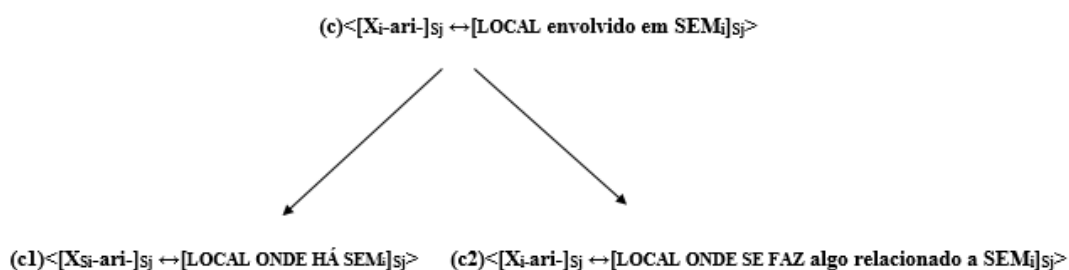 (c)<[Xi-ari-]Sj ↔[LOCAL envolvido em SEMi]Sj>
(c1)<[XSi-ari-]Sj ↔[LOCAL ONDE HÁ SEMi]Sj> (c2)<[Xi-ari-]Sj ↔[LOCAL ONDE SE FAZ algo relacionado a SEMi]Sj>